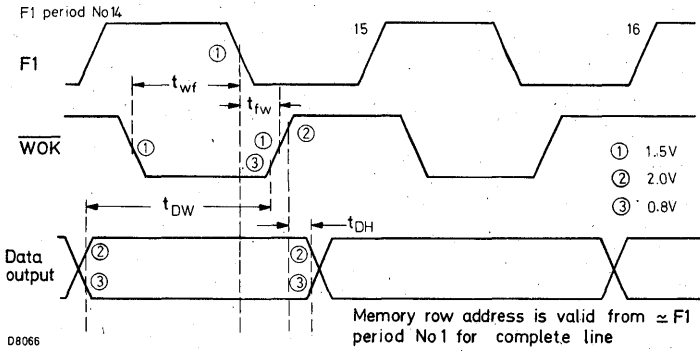 F1 period No 14
15
16
F1
①
t_wf
t_fw
WOK
①
①
②
③
① 1.5V
② 2.0V
③ 0.8V
t_DW
t_DH
Data
output
②
③
②
③
Memory row address is valid from ≃ F1
period No 1 for complete line
D8066